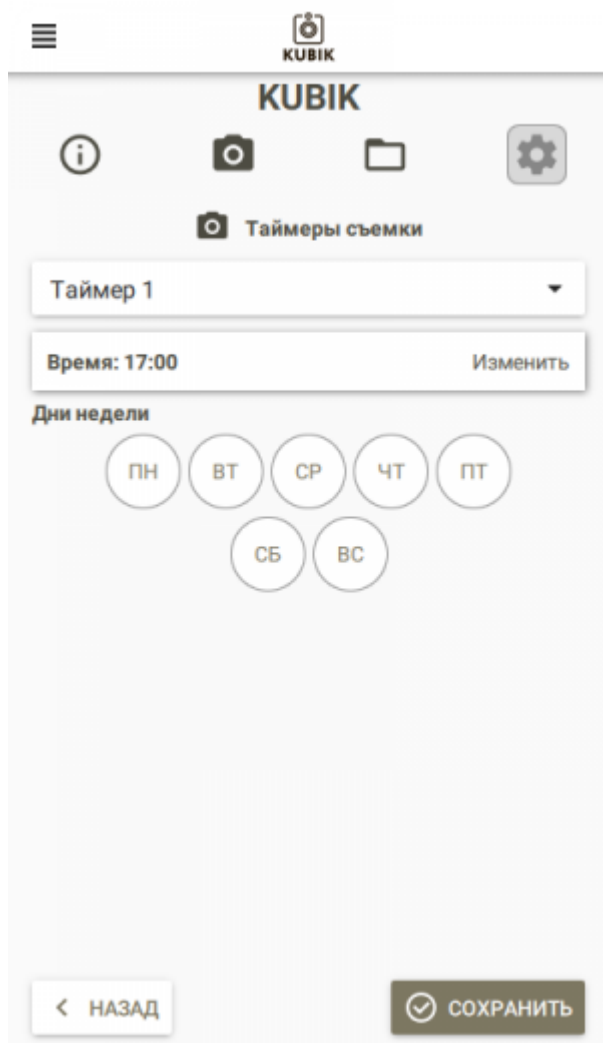 KUBIK
KUBIK
Таймеры съемки
Таймер 1
Время: 17:00 Изменить
Дни недели
ПН ВТ СР ЧТ ПТ
СБ ВС
НАЗАД СОХРАНИТЬ